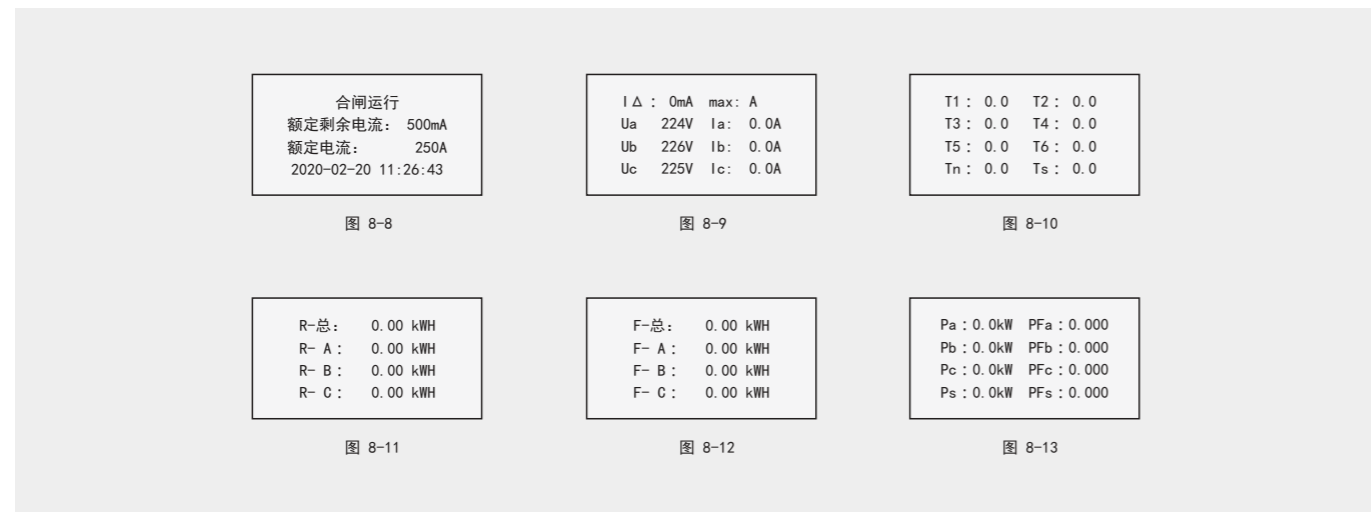 合闸运行
额定剩余电流: 500mA
额定电流: 250A
2020-02-20 11:26:43
图 8-8
I△: 0mA max: A
Ua 224V Ia: 0.0A
Ub 226V Ib: 0.0A
Uc 225V Ic: 0.0A
图 8-9
T1: 0.0 T2: 0.0
T3: 0.0 T4: 0.0
T5: 0.0 T6: 0.0
Tn: 0.0 Ts: 0.0
图 8-10
R-总: 0.00 kWH
R- A: 0.00 kWH
R- B: 0.00 kWH
R- C: 0.00 kWH
图 8-11
F-总: 0.00 kWH
F- A: 0.00 kWH
F- B: 0.00 kWH
F- C: 0.00 kWH
图 8-12
Pa:0.0kW PFa:0.000
Pb:0.0kW PFb:0.000
Pc:0.0kW PFc:0.000
Ps:0.0kW PFs:0.000
图 8-13